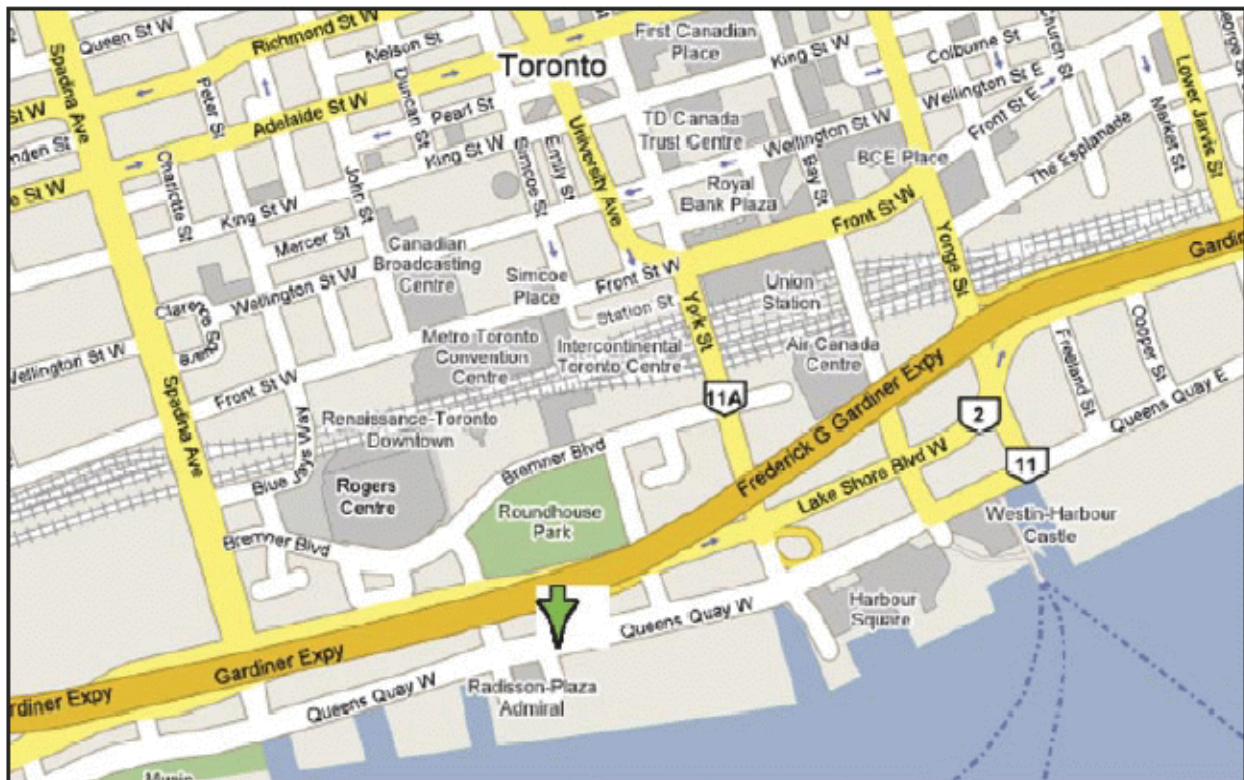 Queen St W
Richmond St W
Nelson St
First Canadian
Place
King St W
Colburne St
Church St
George St
Spadina Ave
Peter St
Toronto
Duncan St
Pearl St
Adelaide St W
University Ave
TD Canada
Trust Centre
Wellington St W
Wellington St E
Front St E
Market St
Lower Jarvis St
The Esplanade
BCE Place
Bay St
St W
Charlotte St
John St
King St W
Simcoe St
Emily St
Royal
Bank Plaza
Front St W
Yonge St
King St W
Mercer St
Canadian
Broadcasting
Centre
Simcoe
Place
Front St W
Union
Station
Gardin
Clarence Square
Wellington St W
Station St
York St
Wellington St W
Metro Toronto
Convention
Centre
Intercontinental
Toronto Centre
Air Canada
Centre
Freeland St
Cooper St
Spadina Ave
Front St W
Blue Jays Way
Renaissance-Toronto
Downtown
11A
Frederick G Gardiner Expy
2
Queens Quay E
11
Rogers
Centre
Bremner Blvd
Lake Shore Blvd W
Roundhouse
Park
Bremner Blvd
Westin-Harbour
Castle
Harbour
Square
Queens Quay W
Gardiner Expy
rdiner Expy
Queens Quay W
Radisson-Plaza
Admiral